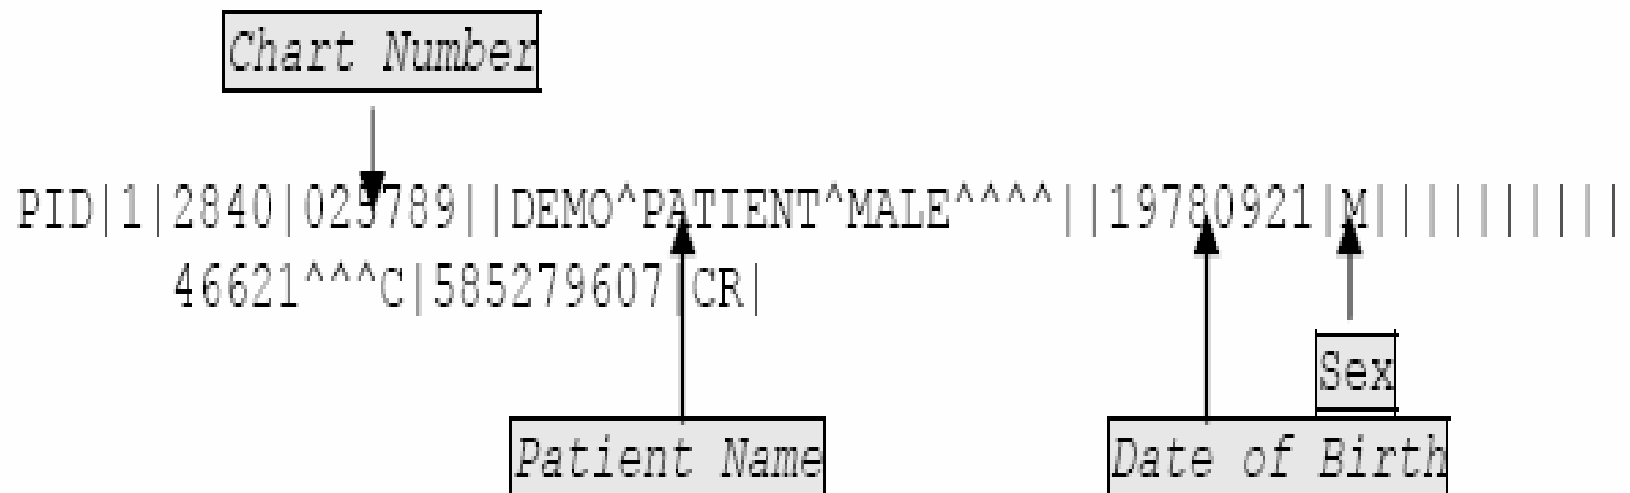 Chart Number
PID|1|2840|025789||DEMO^PATIENT^MALE^^^^||19780921|M||||||||||
46621^^^C|585279607|CR|
Sex
Patient Name
Date of Birth